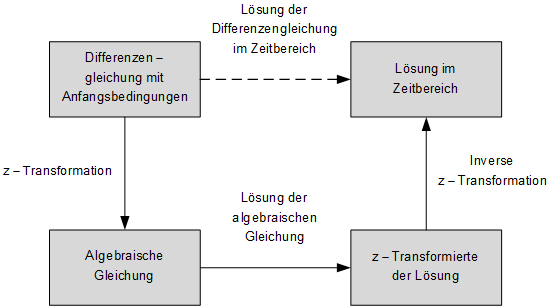 Lösung der
Differenzengleichung
im Zeitbereich
Differenzen –
gleichung mit
Anfangsbedingungen
Lösung im
Zeitbereich
z – Transformation
Inverse
z – Transformation
Lösung der
algebraischen
Gleichung
Algebraische
Gleichung
z – Transformierte
der Lösung